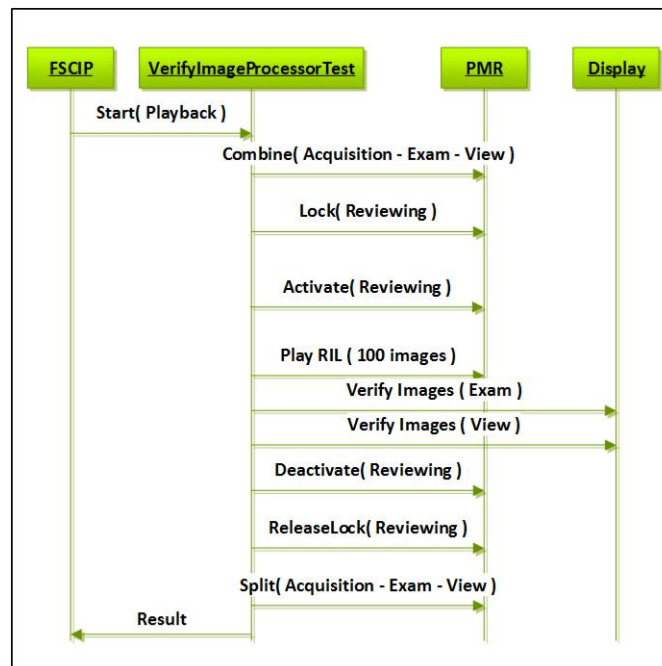 FSCIP VerifyImageProcessorTest PMR Display
Start( Playback )
Combine( Acquisition - Exam - View )
Lock( Reviewing )
Activate( Reviewing )
Play RIL ( 100 images )
Verify Images ( Exam )
Verify Images ( View )
Deactivate( Reviewing )
ReleaseLock( Reviewing )
Split( Acquisition - Exam - View )
Result